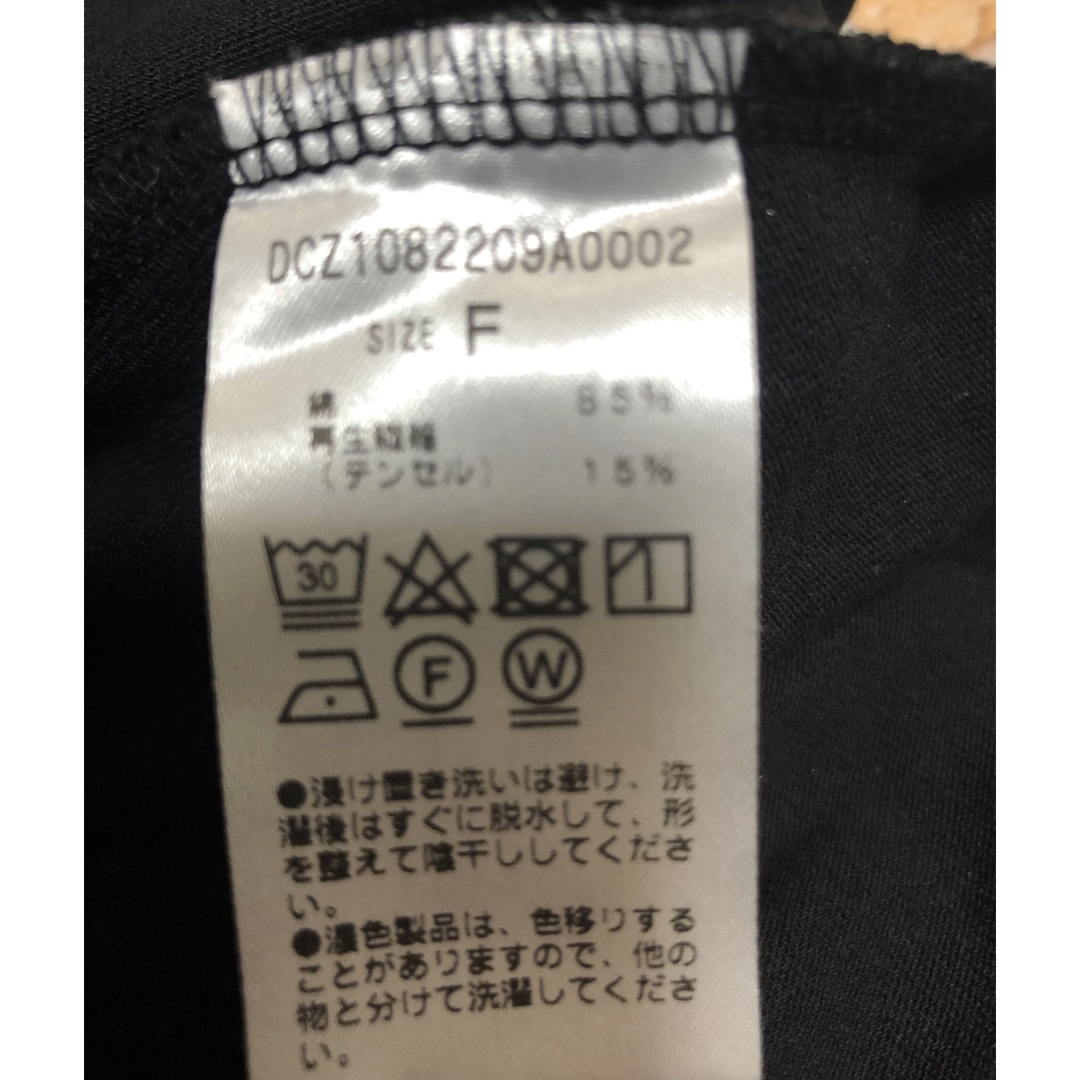 DCZ1082209A0002
SIZE F
綿 85%
再生繊維
(テンセル) 15%
30
F W
●浸け置き洗いは避け、洗
濯後はすぐに脱水して、形
を整えて陰干ししてくださ
い。
●濃色製品は、色移りする
ことがありますので、他の
物と分けて洗濯してくださ
い。